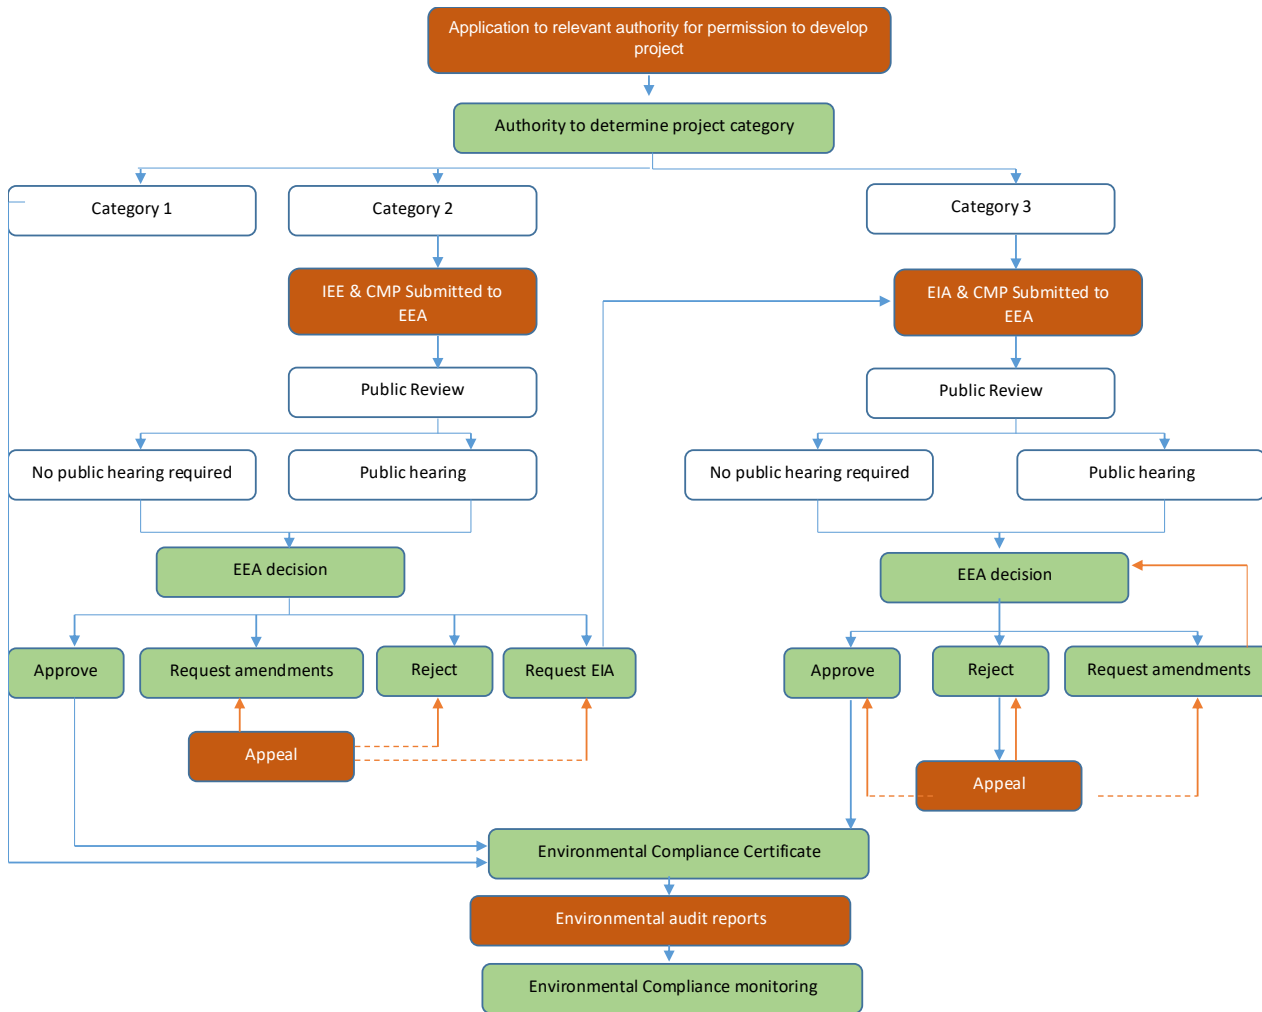 Application to relevant authority for permission to develop
project
Authority to determine project category
Category 1
Category 2
Category 3
IEE & CMP Submitted to
EEA
EIA & CMP Submitted to
EEA
Public Review
Public Review
No public hearing required
Public hearing
No public hearing required
Public hearing
EEA decision
EEA decision
Approve
Request amendments
Reject
Request EIA
Approve
Reject
Request amendments
Appeal
Appeal
Environmental Compliance Certificate
Environmental audit reports
Environmental Compliance monitoring